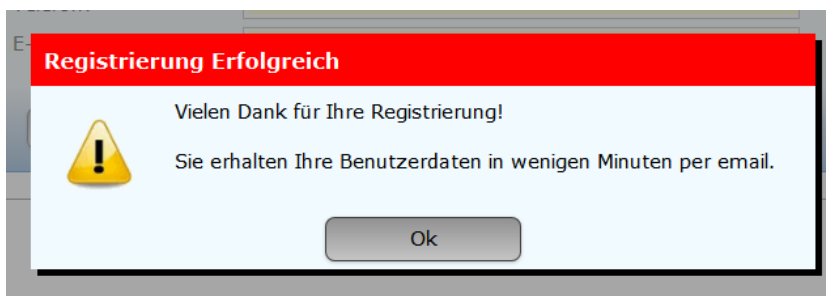 E-
Registrierung Erfolgreich
Vielen Dank für Ihre Registrierung!
Sie erhalten Ihre Benutzerdaten in wenigen Minuten per email.
Ok